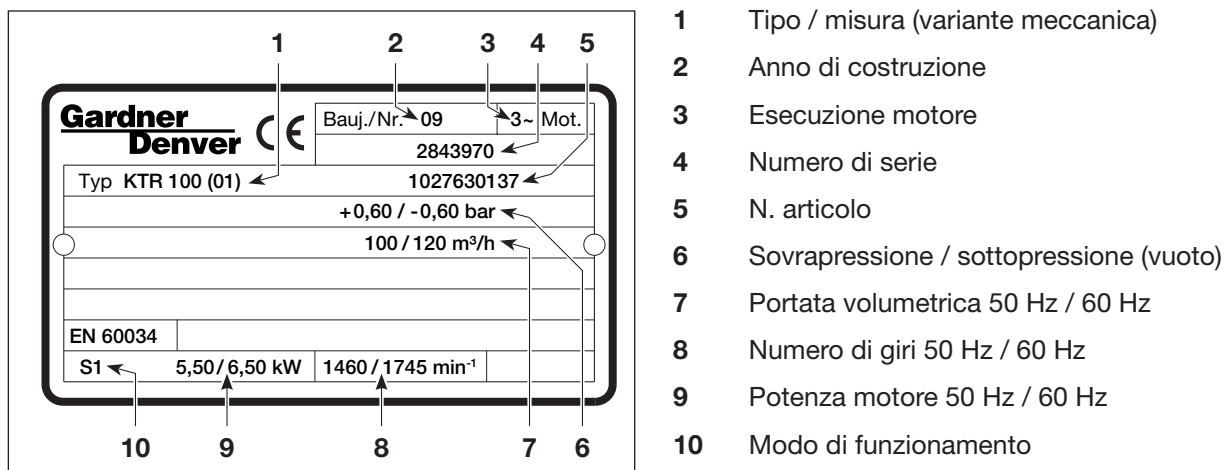 1 2 3 4 5
Gardner
Denver CE
Bauj./Nr. 09 3~ Mot.
2843970
Typ KTR 100 (01) 1027630137
+0,60 / -0,60 bar
100 / 120 m³/h
EN 60034
S1 5,50 / 6,50 kW 1460 / 1745 min⁻¹
10 9 8 7 6
1 Tipo / misura (variante meccanica)
2 Anno di costruzione
3 Esecuzione motore
4 Numero di serie
5 N. articolo
6 Sovrapressione / sottopressione (vuoto)
7 Portata volumetrica 50 Hz / 60 Hz
8 Numero di giri 50 Hz / 60 Hz
9 Potenza motore 50 Hz / 60 Hz
10 Modo di funzionamento